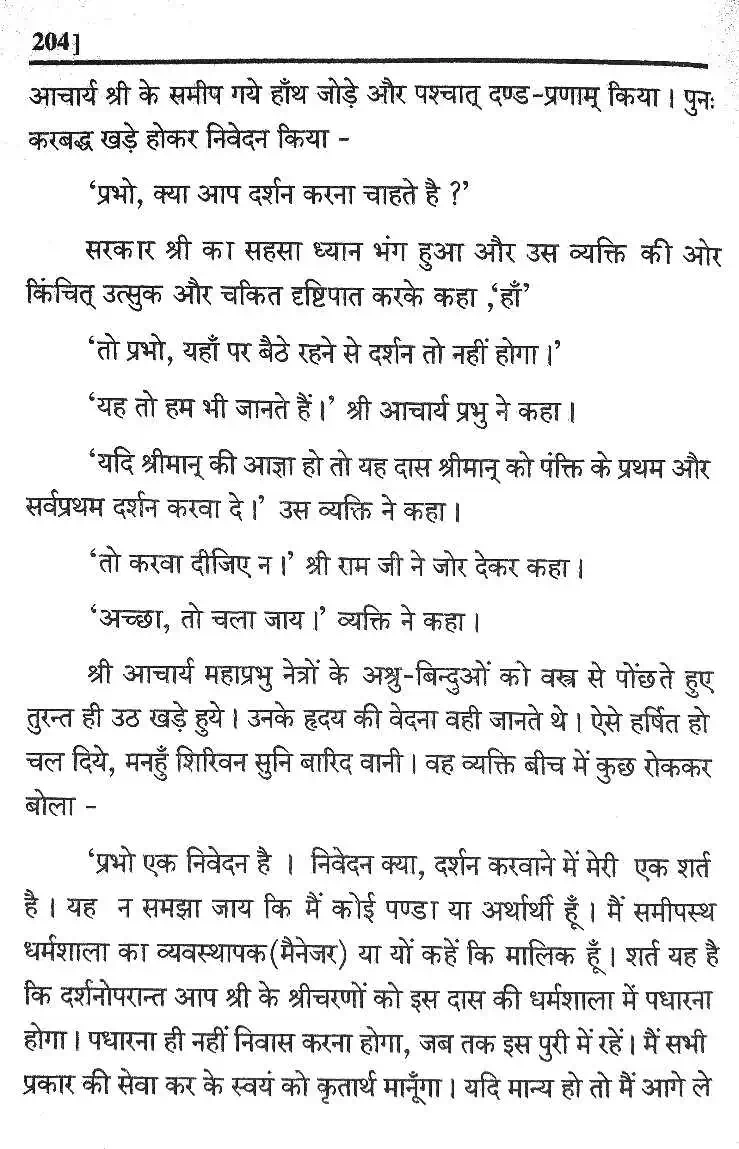 204]
आचार्य श्री के समीप गये हाँथ जोड़े और पश्चात् दण्ड-प्रणाम् किया । पुनः
करबद्ध खड़े होकर निवेदन किया -
‘प्रभो, क्या आप दर्शन करना चाहते है ?’
सरकार श्री का सहसा ध्यान भंग हुआ और उस व्यक्ति की ओर
किंचित् उत्सुक और चकित दृष्टिपात करके कहा ,‘हाँ’
‘तो प्रभो, यहाँ पर बैठे रहने से दर्शन तो नहीं होगा।’
‘यह तो हम भी जानते हैं।’ श्री आचार्य प्रभु ने कहा।
‘यदि श्रीमान् की आज्ञा हो तो यह दास श्रीमान् को पंक्ति के प्रथम और
सर्वप्रथम दर्शन करवा दे।’ उस व्यक्ति ने कहा।
‘तो करवा दीजिए न।’ श्री राम जी ने जोर देकर कहा।
‘अच्छा, तो चला जाय।’ व्यक्ति ने कहा।
श्री आचार्य महाप्रभु नेत्रों के अश्रु-बिन्दुओं को वस्त्र से पोंछते हुए
तुरन्त ही उठ खड़े हुये। उनके हृदय की वेदना वही जानते थे। ऐसे हर्षित हो
चल दिये, मनहुँ शिरिवन सुनि बारिद वानी। वह व्यक्ति बीच में कुछ रोककर
बोला -
‘प्रभो एक निवेदन है । निवेदन क्या, दर्शन करवाने में मेरी एक शर्त
है। यह न समझा जाय कि मैं कोई पण्डा या अर्थार्थी हूँ। मैं समीपस्थ
धर्मशाला का व्यवस्थापक(मैनेजर) या यों कहें कि मालिक हूँ। शर्त यह है
कि दर्शनोपरान्त आप श्री के श्रीचरणों को इस दास की धर्मशाला में पधारना
होगा। पधारना ही नहीं निवास करना होगा, जब तक इस पुरी में रहें। मैं सभी
प्रकार की सेवा कर के स्वयं को कृतार्थ मानूँगा। यदि मान्य हो तो मैं आगे ले